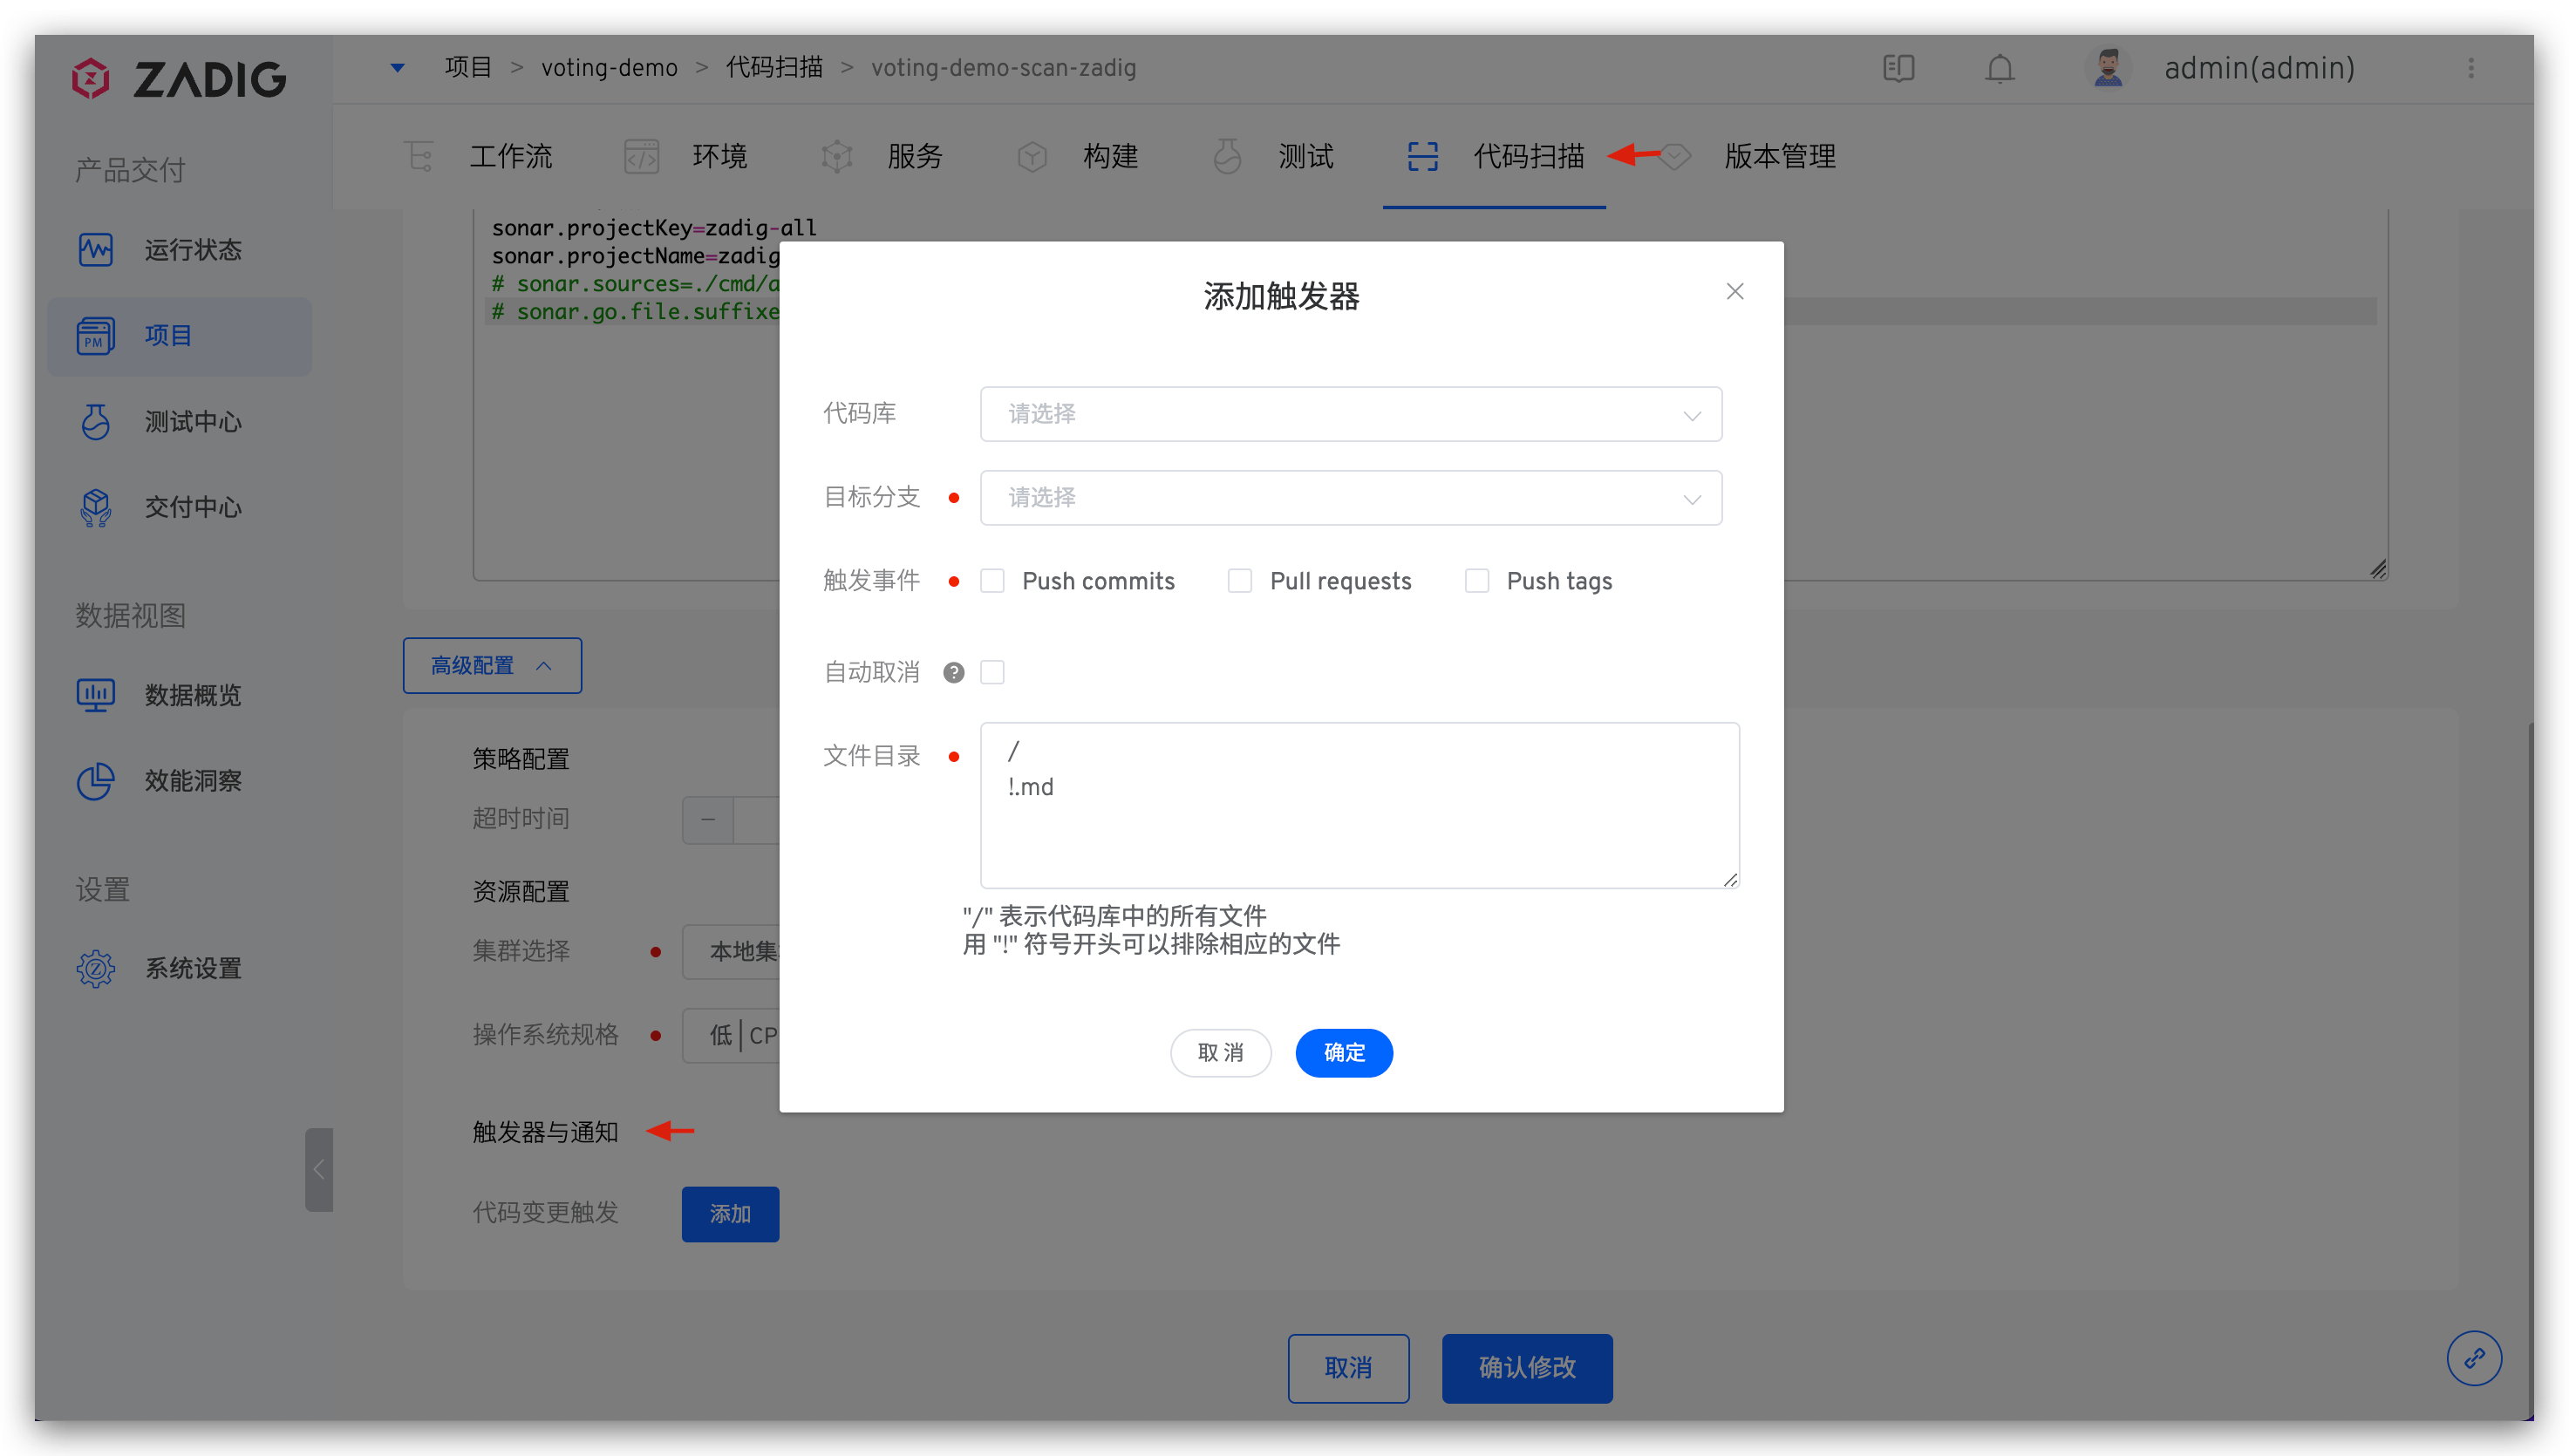 ZADIG
项目 > voting-demo > 代码扫描 > voting-demo-scan-zadig
admin(admin)
工作流
环境
服务
构建
测试
代码扫描
版本管理
产品交付
运行状态
PM
项目
测试中心
交付中心
数据视图
数据概览
效能洞察
设置
系统设置
sonar.projectKey=zadig-all
sonar.projectName=zadig
# sonar.sources=./cmd/a
# sonar.go.file.suffixe
高级配置
策略配置
超时时间
资源配置
集群选择
本地集
操作系统规格
低 | CP
触发器与通知
代码变更触发
添加
添加触发器
代码库
请选择
目标分支
请选择
触发事件
Push commits
Pull requests
Push tags
自动取消
?
文件目录
/
!.md
"/" 表示代码库中的所有文件
用 "!" 符号开头可以排除相应的文件
取消
确定
取消
确认修改